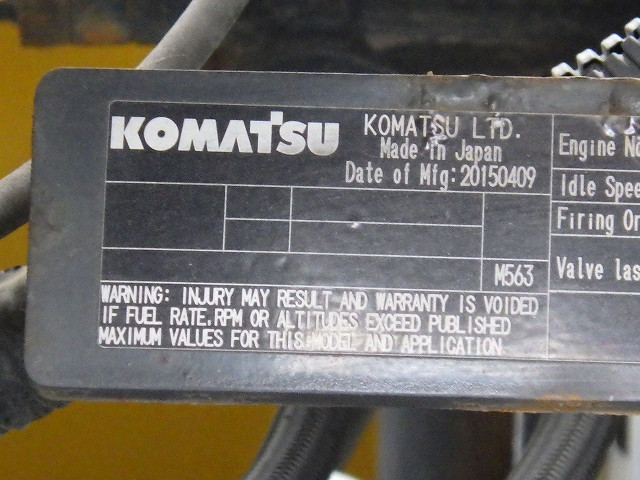 KOMATSU
KOMATSU LTD.
Made in Japan
Date of Mfg:20150409
M563
WARNING: INJURY MAY RESULT AND WARRANTY IS VOIDED
IF FUEL RATE,RPM OR ALTITUDES EXCEED PUBLISHED
MAXIMUM VALUES FOR THIS MODEL AND APPLICATION
Engine No
Idle Spee
Firing Or
Valve las